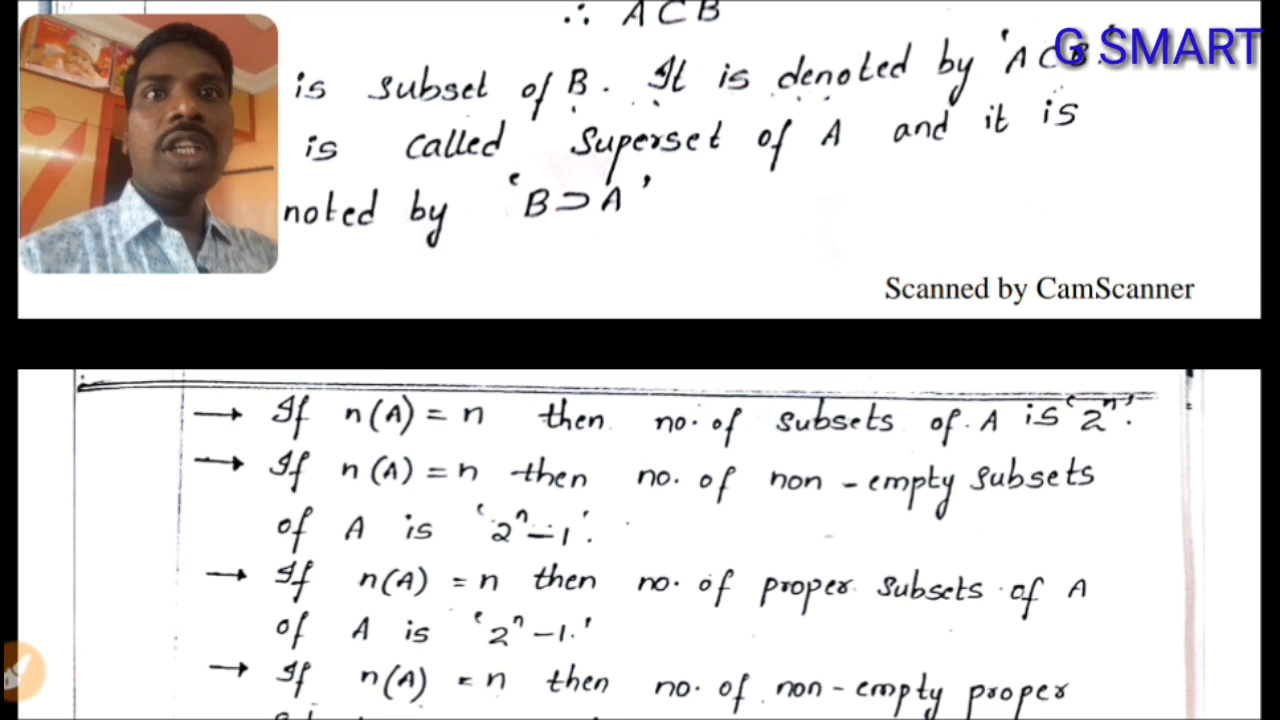 ∴ A⊂B
G SMART
is subset of B. It is denoted by 'A⊂B.'
is called Superset of A and it is
noted by 'B⊃A'
Scanned by CamScanner
→ If n(A) = n then no. of subsets of A is '2ⁿ'.
→ If n(A) = n then no. of non-empty subsets
of A is '2ⁿ-1'.
→ If n(A) = n then no. of proper subsets of A
of A is '2ⁿ-1.'
→ If n(A) = n then no. of non-empty proper